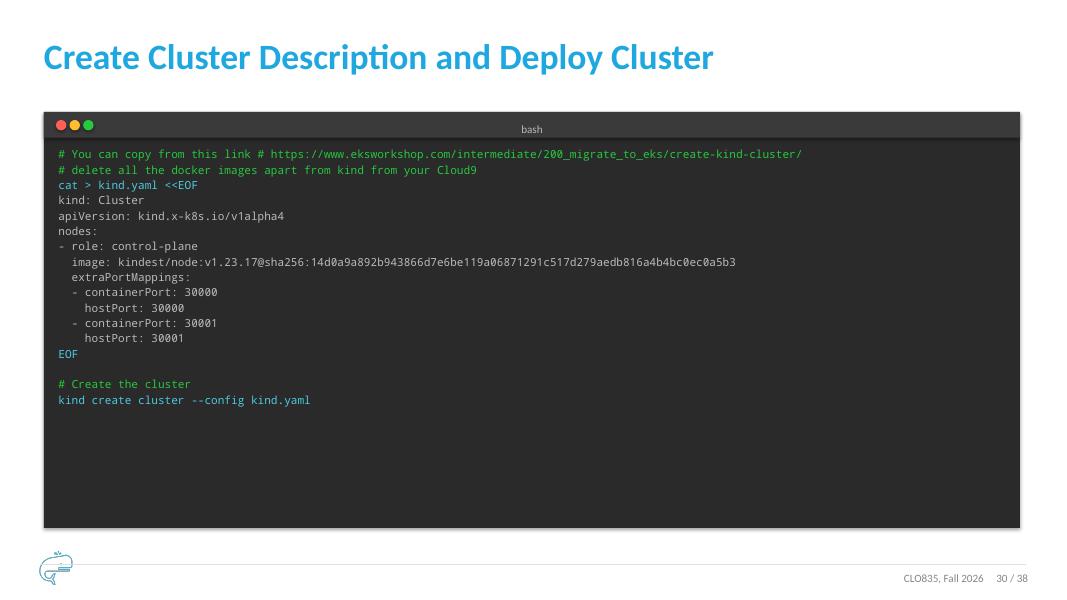 Create Cluster Description and Deploy Cluster
bash
# You can copy from this link # https://www.eksworkshop.com/intermediate/200_migrate_to_eks/create-kind-cluster/
# delete all the docker images apart from kind from your Cloud9
cat > kind.yaml <<EOF
kind: Cluster
apiVersion: kind.x-k8s.io/v1alpha4
nodes:
- role: control-plane
  image: kindest/node:v1.23.17@sha256:14d0a9a892b943866d7e6be119a06871291c517d279aedb816a4b4bc0ec0a5b3
  extraPortMappings:
  - containerPort: 30000
    hostPort: 30000
  - containerPort: 30001
    hostPort: 30001
EOF
# Create the cluster
kind create cluster --config kind.yaml
CLO835, Fall 2026 30 / 38